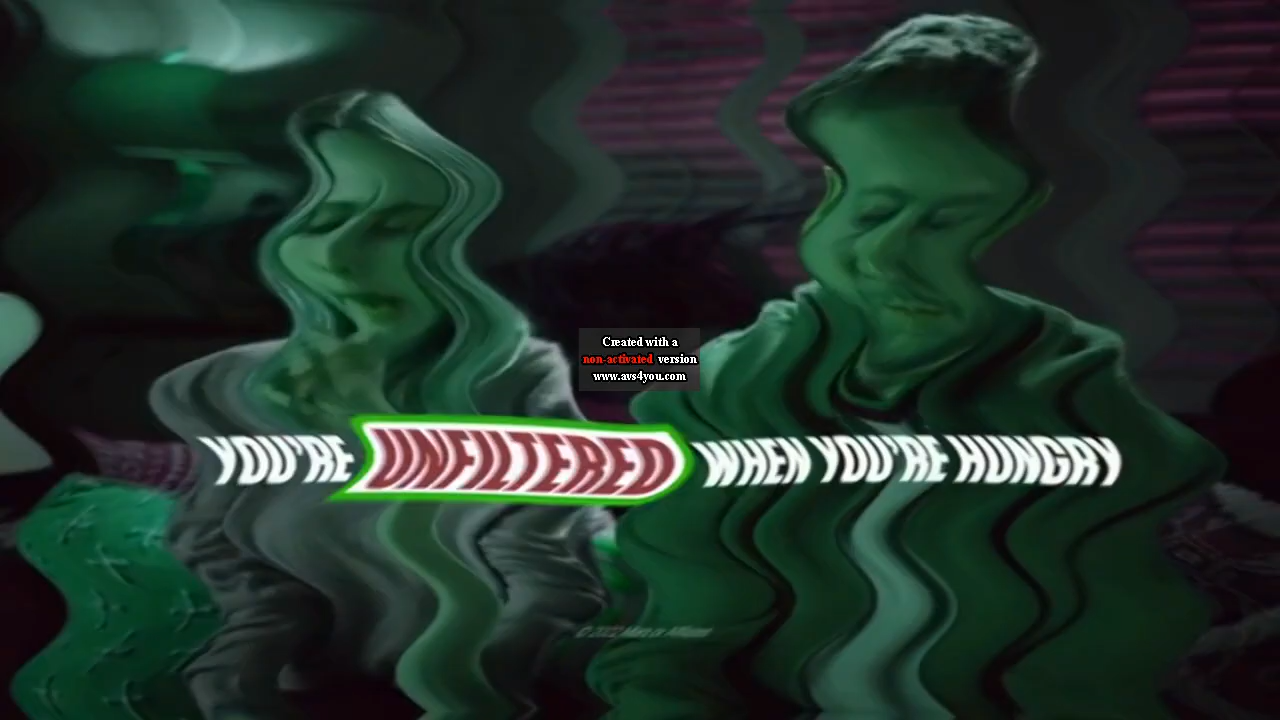 Created with a
non-activated version
www.avs4you.com
YOU'RE UNFILTERED WHEN YOU'RE HUNGRY